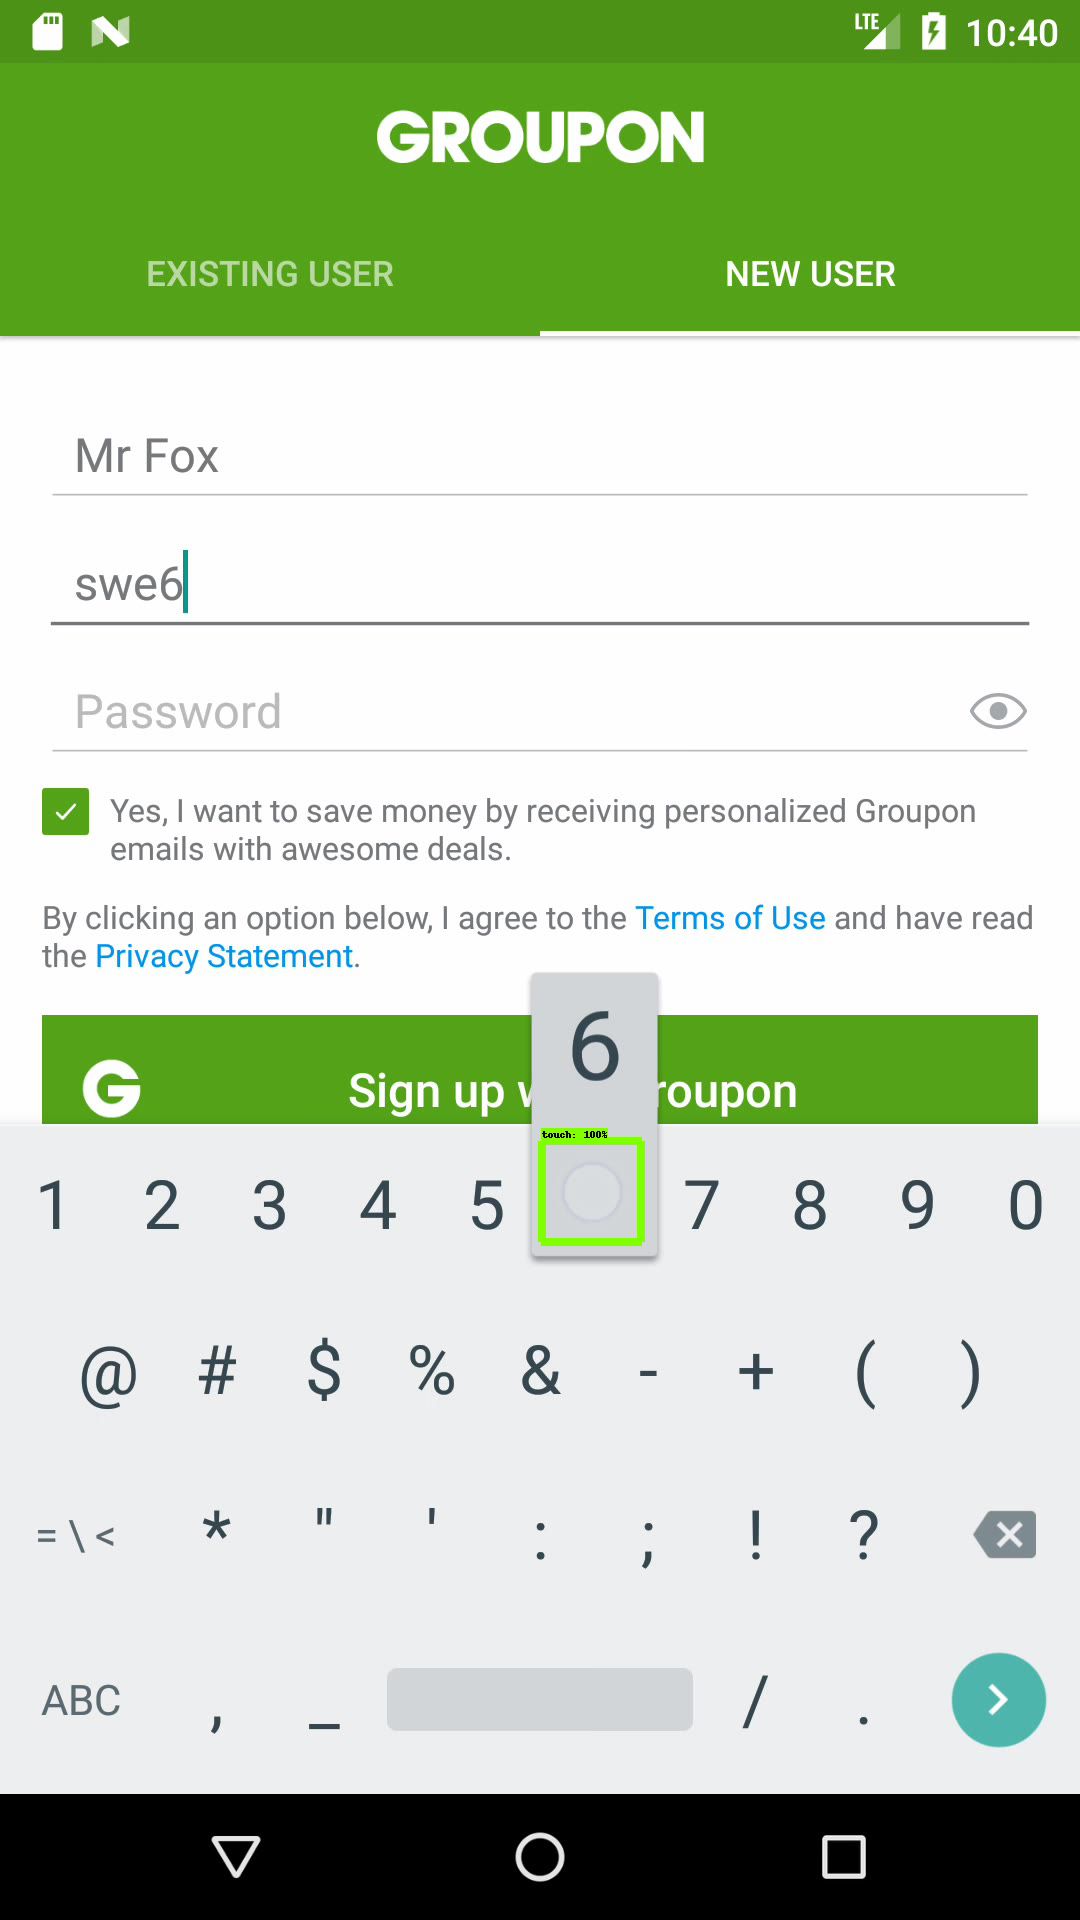 LTE 10:40
GROUPON
EXISTING USER NEW USER
Mr Fox
swe6
Password
Yes, I want to save money by receiving personalized Groupon
emails with awesome deals.
By clicking an option below, I agree to the Terms of Use and have read
the Privacy Statement.
6
G Sign up w roupon
touch: 100%
1 2 3 4 5 7 8 9 0
@ # $ % & - + ( )
= \ < * " ' : ; ! ?
ABC , _ / .